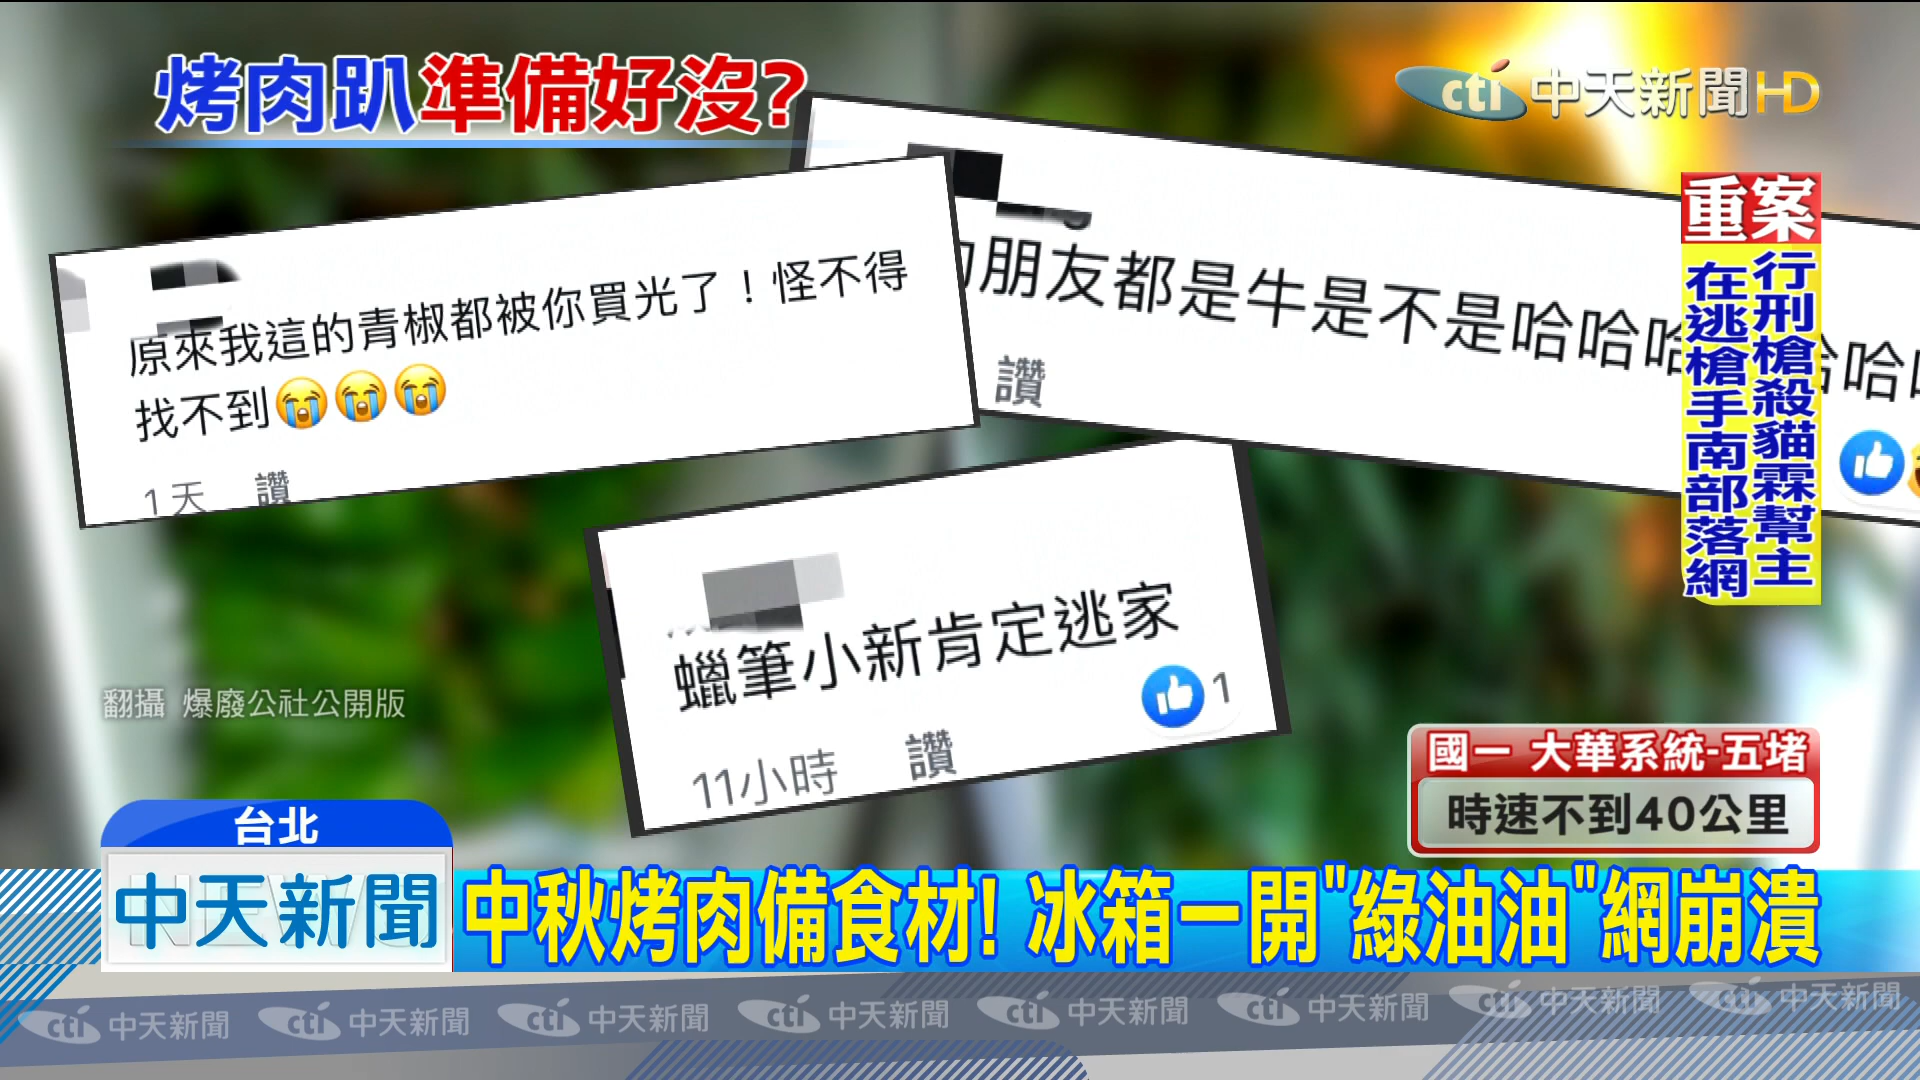 烤肉趴準備好沒?
cti 中天新聞HD
重案
行刑槍殺貓霖幫主
在逃槍手南部落網
原來我這的青椒都被你買光了！怪不得
找不到😭😭😭
1天 讚
朋友都是牛是不是哈哈哈
哈
讚
蠟筆小新肯定逃家
1
11小時 讚
翻攝 爆廢公社公開版
國一 大華系統-五堵
時速不到40公里
台北
中天新聞
NEWS
中秋烤肉備食材! 冰箱一開"綠油油"網崩潰
cti 中天新聞 cti 中天新聞 cti 中天新聞 cti 中天新聞 cti 中天新聞 cti 中天新聞 cti 中天新聞 cti 中天新聞